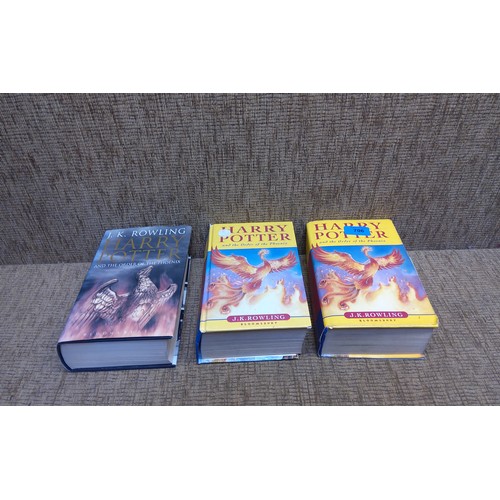 J. K. ROWLING
HARRY
POTTER
AND THE ORDER OF THE PHOENIX
HARRY
POTTER
and the Order of the Phoenix
J.K.ROWLING
BLOOMSBURY
HARRY
POTTER
and the Order of the Phoenix
J.K.ROWLING
BLOOMSBURY